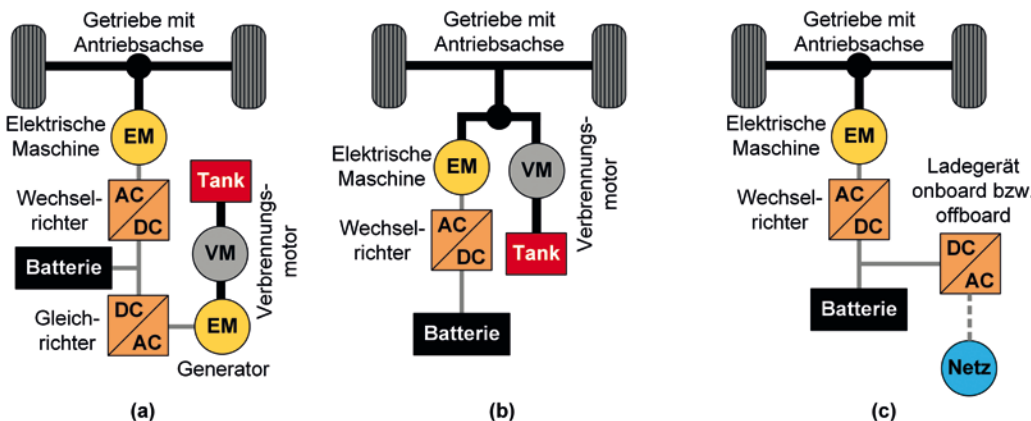 Getriebe mit
Antriebsachse
Elektrische
Maschine
EM
Wechsel-
richter
AC
DC
Tank
Verbrennungs-
motor
VM
Batterie
Gleich-
richter
DC
AC
EM
Generator
(a)
Getriebe mit
Antriebsachse
Elektrische
Maschine
EM
VM
Verbrennungs-
motor
Wechsel-
richter
AC
DC
Tank
Batterie
(b)
Getriebe mit
Antriebsachse
Elektrische
Maschine
EM
Wechsel-
richter
AC
DC
Ladegerät
onboard bzw.
offboard
DC
AC
Batterie
Netz
(c)